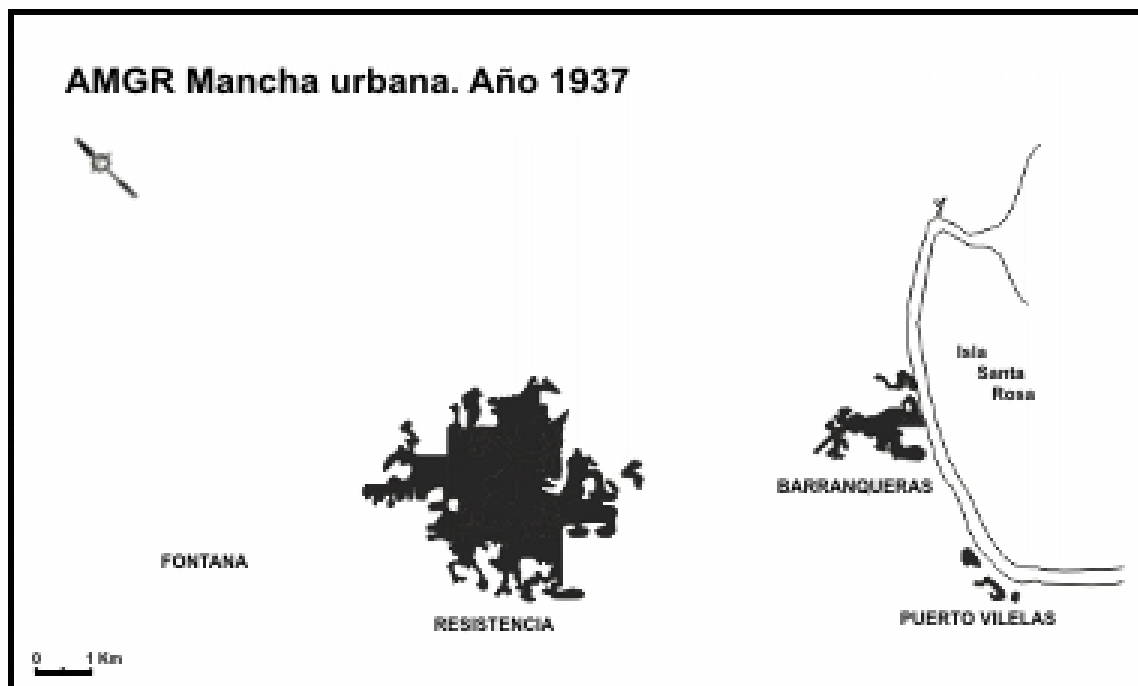 AMGR Mancha urbana. Año 1937
Isla
Santa
Rosa
BARRANQUERAS
FONTANA
RESISTENCIA
PUERTO VILELAS
0 1 Km